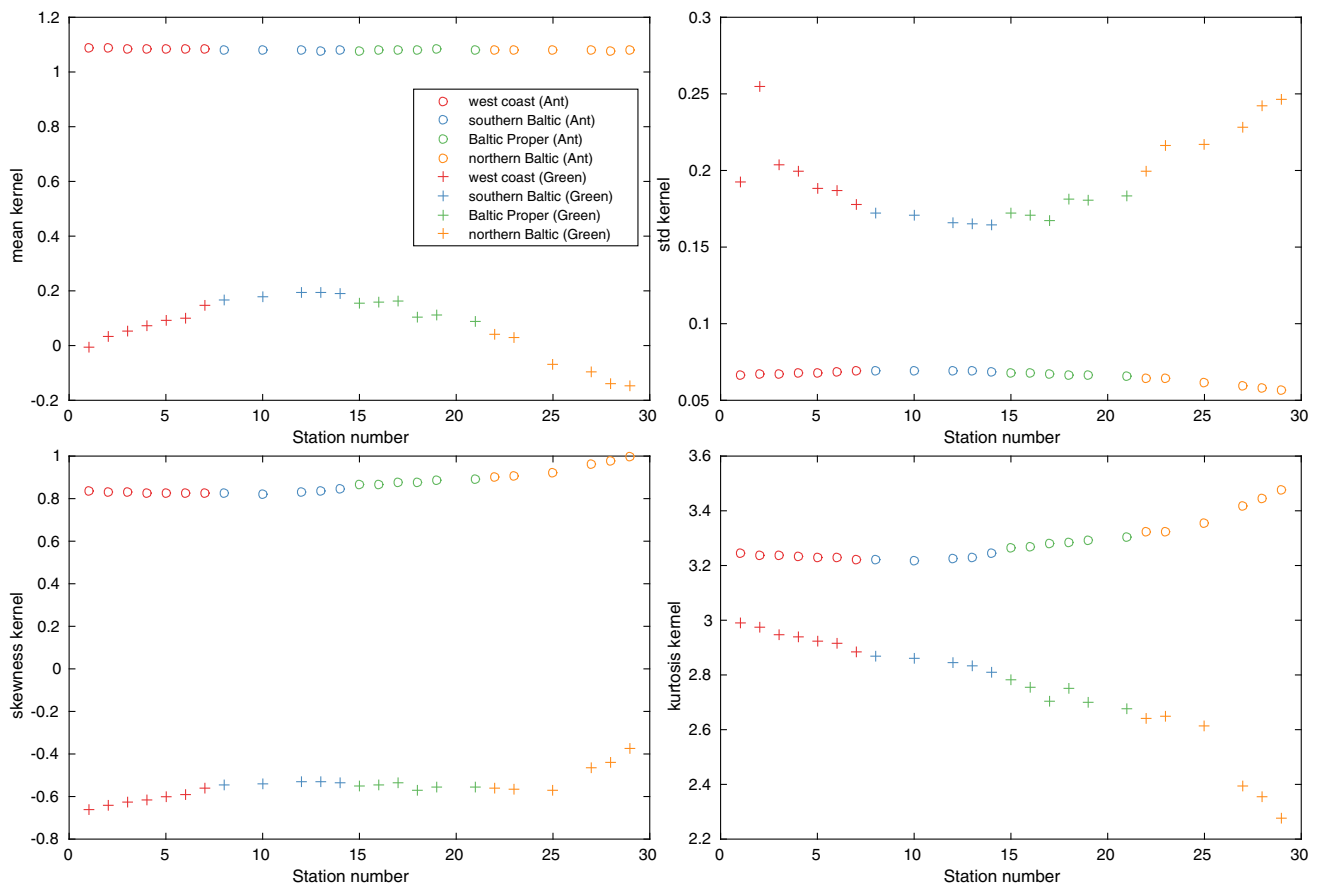 mean kernel
1.2
1
0.8
0.6
0.4
0.2
0
-0.2
0 5 10 15 20 25 30
Station number
west coast (Ant)
southern Baltic (Ant)
Baltic Proper (Ant)
northern Baltic (Ant)
west coast (Green)
southern Baltic (Green)
Baltic Proper (Green)
northern Baltic (Green)
std kernel
0.3
0.25
0.2
0.15
0.1
0.05
0 5 10 15 20 25 30
Station number
skewness kernel
1
0.8
0.6
0.4
0.2
0
-0.2
-0.4
-0.6
-0.8
0 5 10 15 20 25 30
Station number
kurtosis kernel
3.6
3.4
3.2
3
2.8
2.6
2.4
2.2
0 5 10 15 20 25 30
Station number